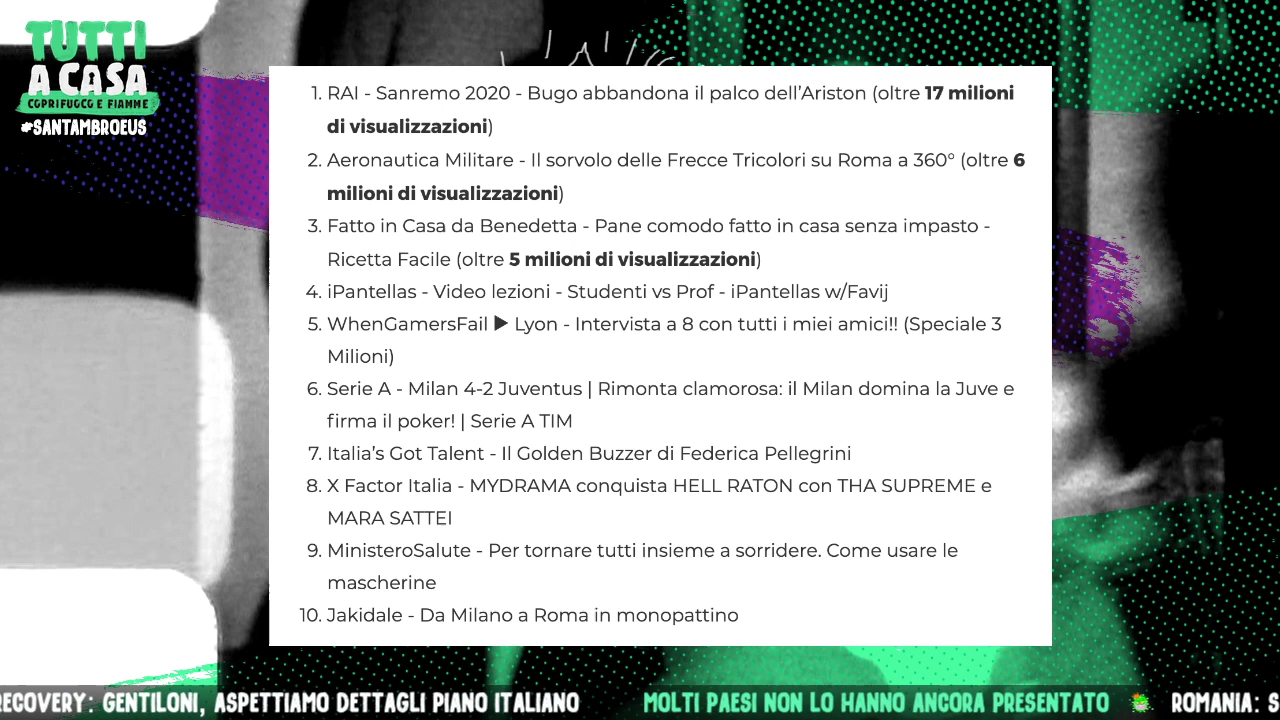 TUTTI
A CASA
COPRIFUOCO E FIAMME
#SANTAMBROEUS
1. RAI - Sanremo 2020 - Bugo abbandona il palco dell'Ariston (oltre 17 milioni
di visualizzazioni)
2. Aeronautica Militare - Il sorvolo delle Frecce Tricolori su Roma a 360° (oltre 6
milioni di visualizzazioni)
3. Fatto in Casa da Benedetta - Pane comodo fatto in casa senza impasto -
Ricetta Facile (oltre 5 milioni di visualizzazioni)
4. iPantellas - Video lezioni - Studenti vs Prof - iPantellas w/Favij
5. WhenGamersFail ► Lyon - Intervista a 8 con tutti i miei amici!! (Speciale 3
Milioni)
6. Serie A - Milan 4-2 Juventus | Rimonta clamorosa: il Milan domina la Juve e
firma il poker! | Serie A TIM
7. Italia's Got Talent - Il Golden Buzzer di Federica Pellegrini
8. X Factor Italia - MYDRAMA conquista HELL RATON con THA SUPREME e
MARA SATTEI
9. MinisteroSalute - Per tornare tutti insieme a sorridere. Come usare le
mascherine
10. Jakidale - Da Milano a Roma in monopattino
RECOVERY: GENTILONI, ASPETTIAMO DETTAGLI PIANO ITALIANO MOLTI PAESI NON LO HANNO ANCORA PRESENTATO ROMANIA: S